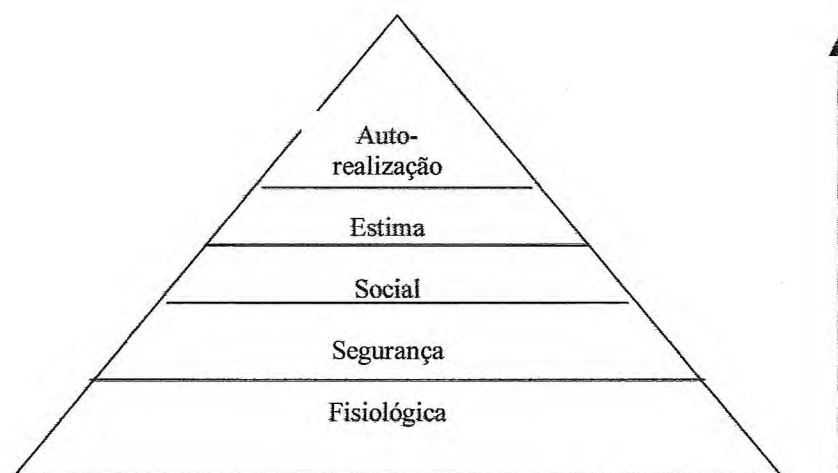 Auto-
realização
Estima
Social
Segurança
Fisiológica